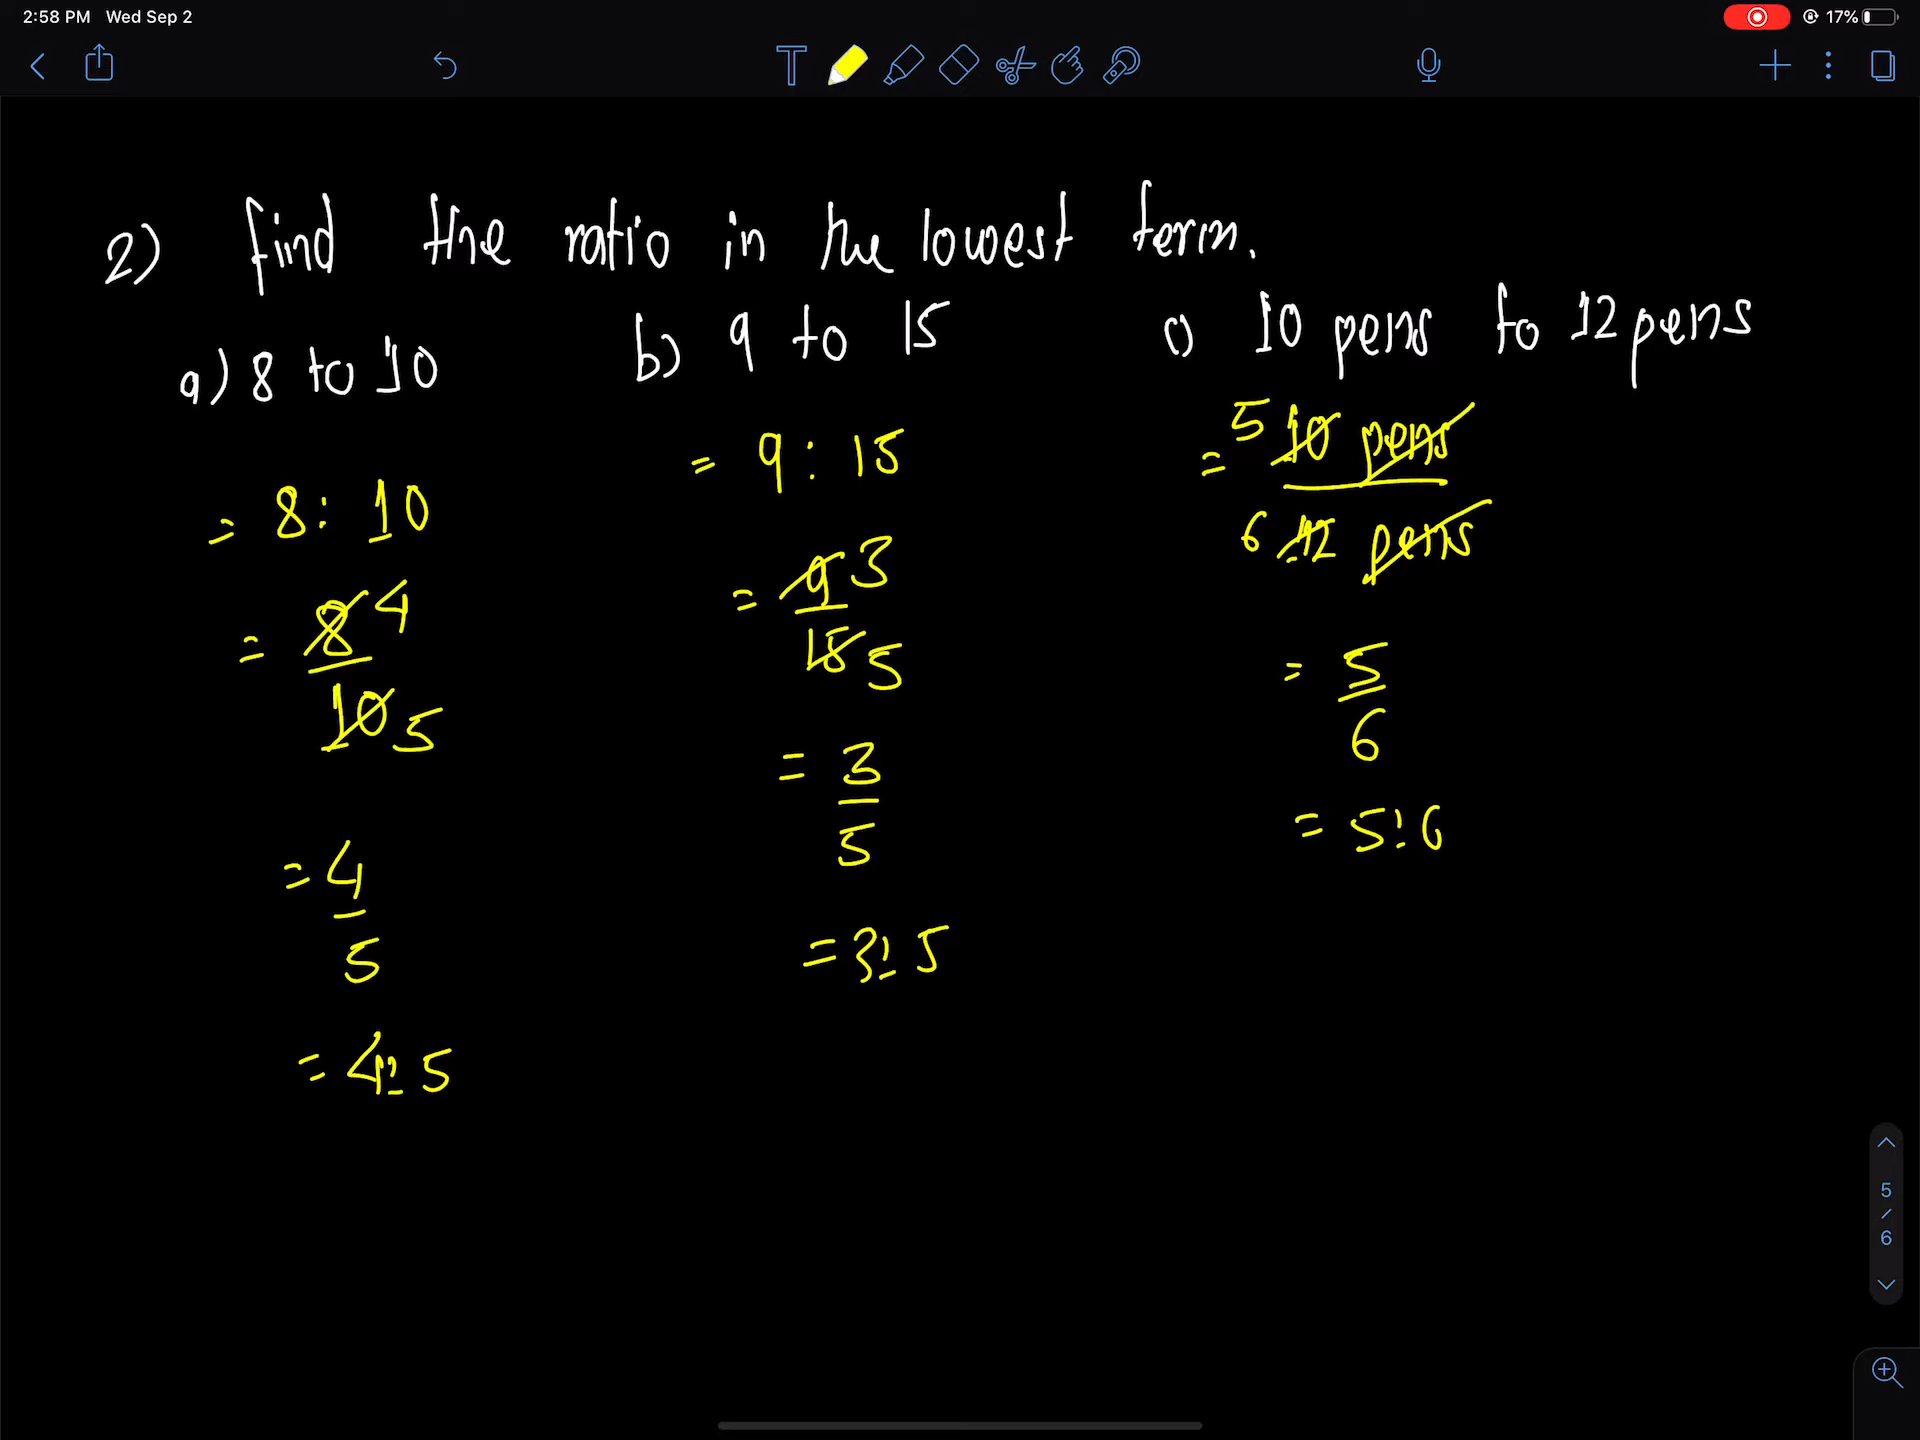 2:58 PM Wed Sep 2
17%
T
2) find the ratio in the lowest term.
a) 8 to 10
= 8: 10
= 8 4
10 5
= 4
5
= 4: 5
b) 9 to 15
= 9: 15
= 9 3
15 5
= 3
5
= 3: 5
c) 10 pens to 12 pens
= 5 10 pens
6 12 pens
= 5
6
= 5:6
5
/
6